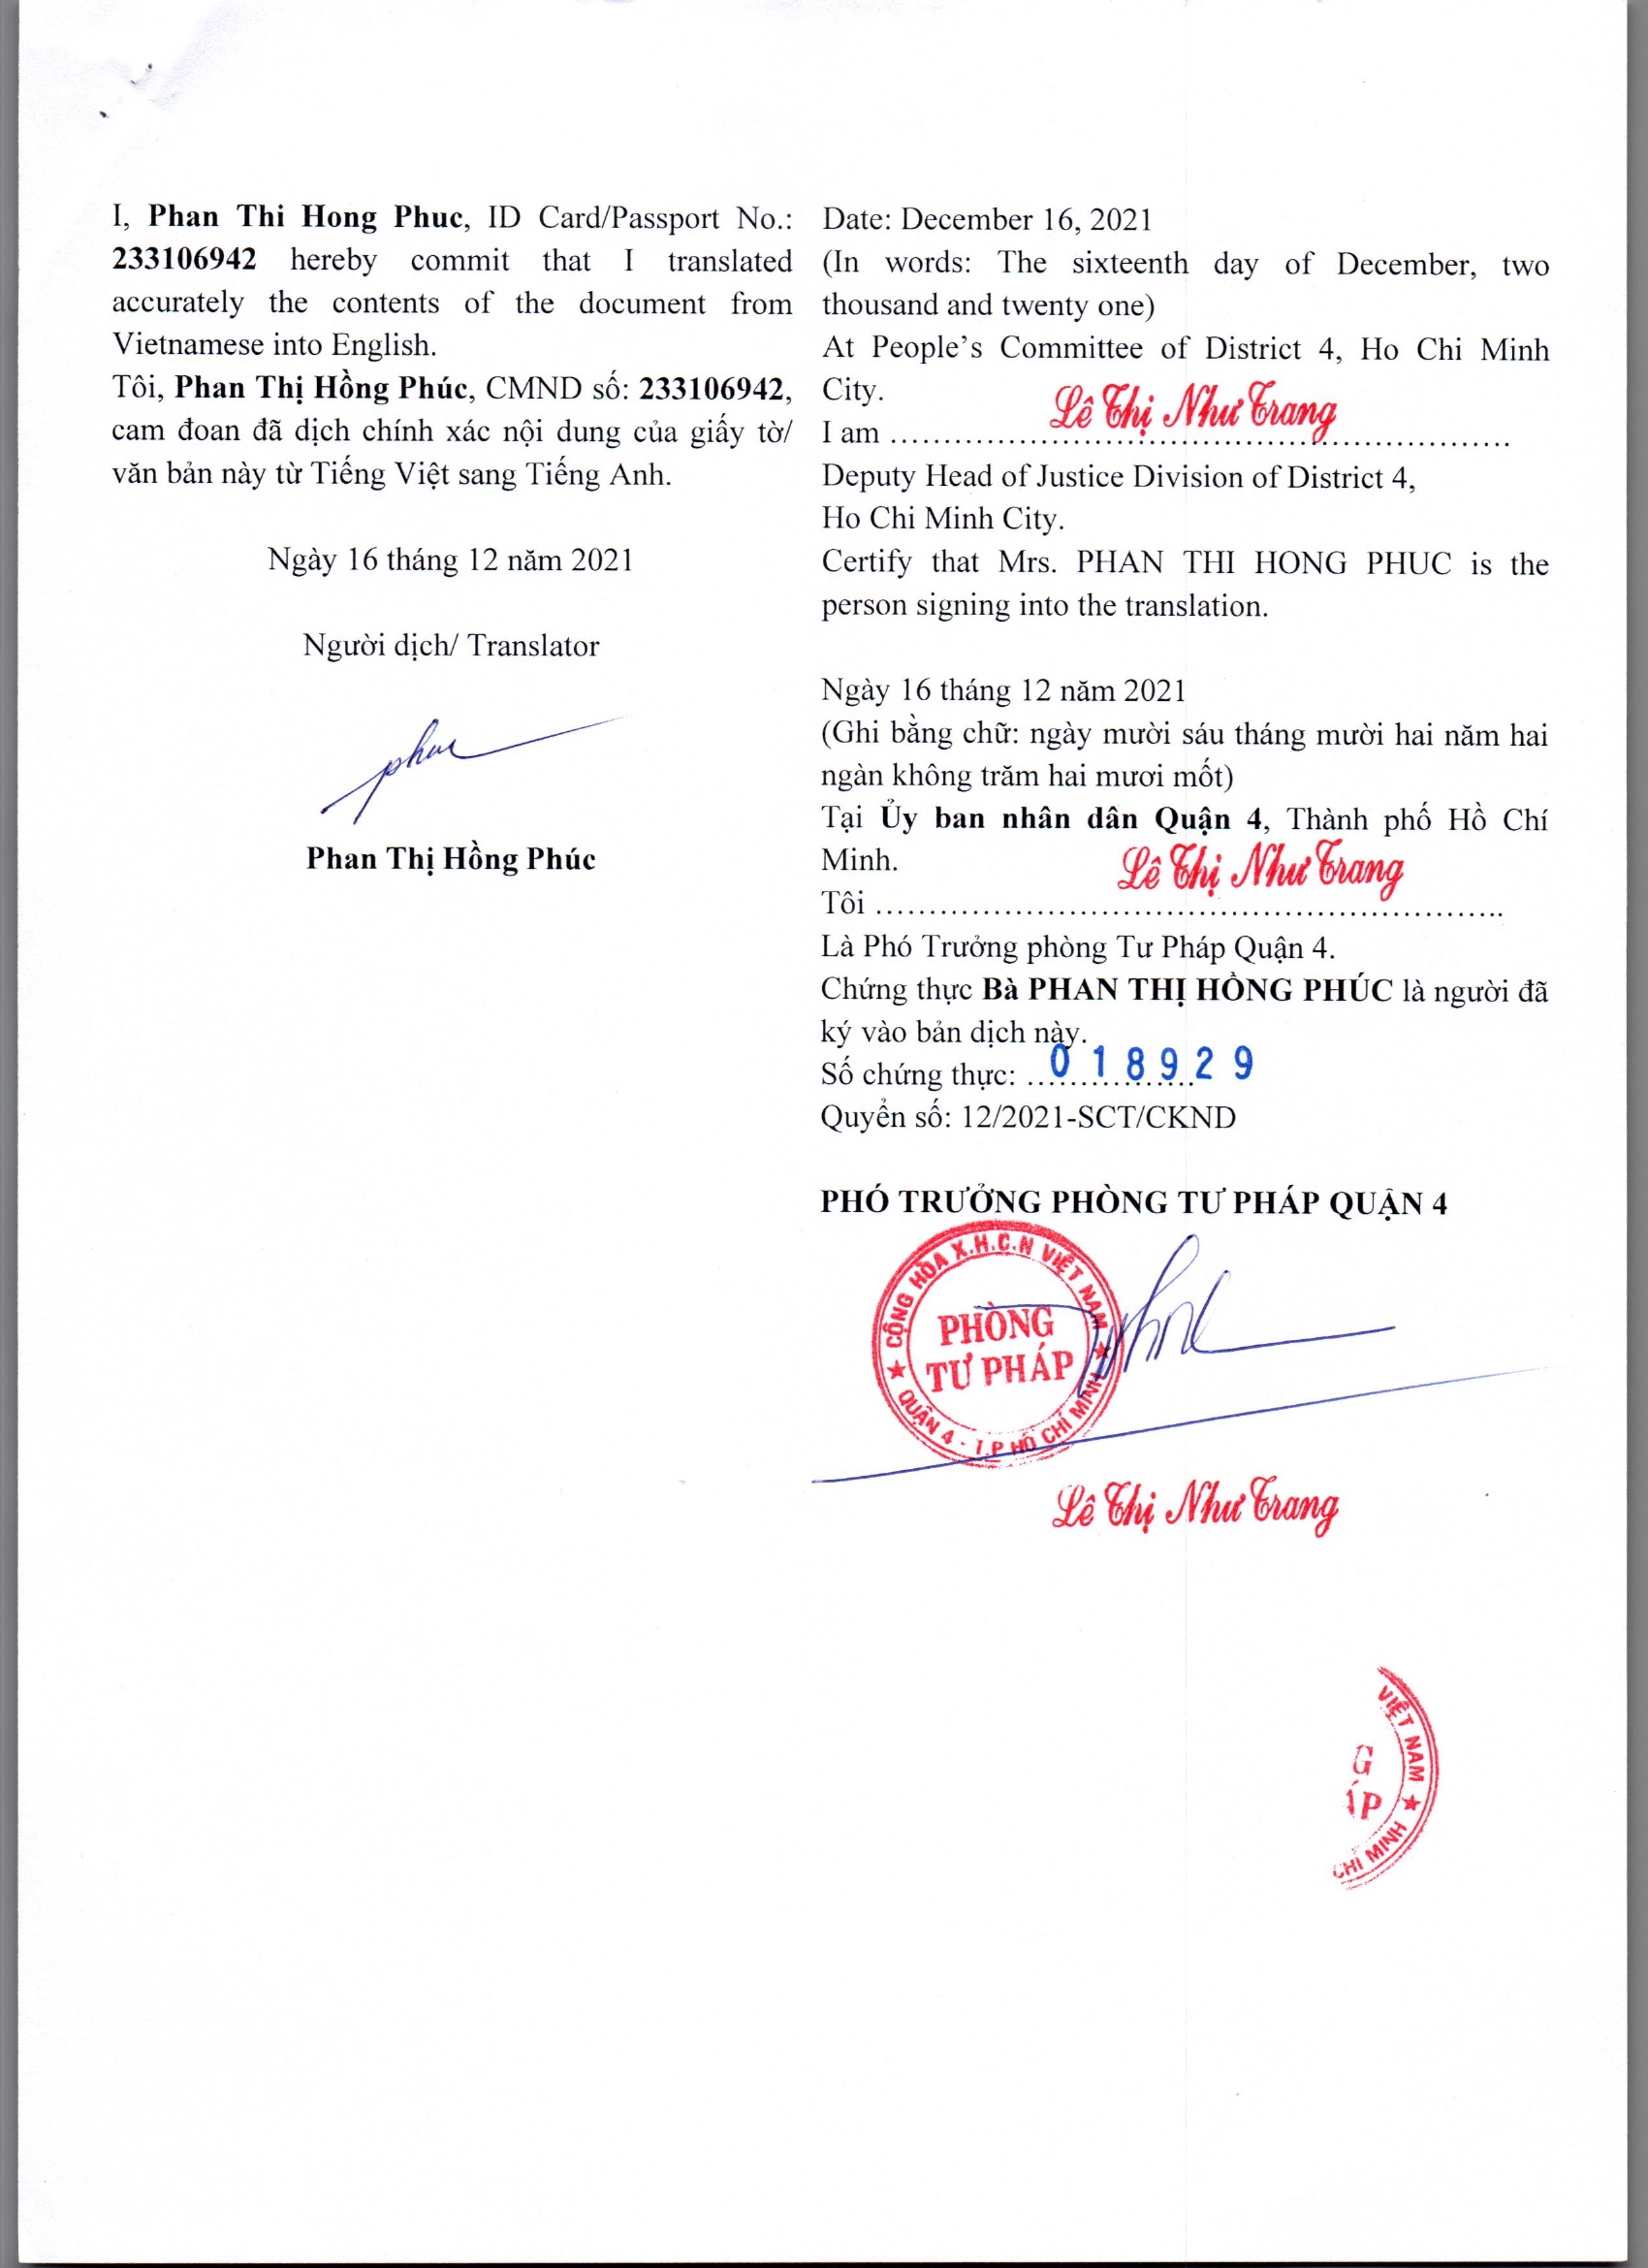 I, Phan Thi Hong Phuc, ID Card/Passport No.:
233106942 hereby commit that I translated
accurately the contents of the document from
Vietnamese into English.
Tôi, Phan Thị Hồng Phúc, CMND số: 233106942,
cam đoan đã dịch chính xác nội dung của giấy tờ/
văn bản này từ Tiếng Việt sang Tiếng Anh.
Ngày 16 tháng 12 năm 2021
Người dịch/ Translator
phuc
Phan Thị Hồng Phúc
Date: December 16, 2021
(In words: The sixteenth day of December, two
thousand and twenty one)
At People’s Committee of District 4, Ho Chi Minh
City.
I am Lê Thị Như Trang
Deputy Head of Justice Division of District 4,
Ho Chi Minh City.
Certify that Mrs. PHAN THI HONG PHUC is the
person signing into the translation.
Ngày 16 tháng 12 năm 2021
(Ghi bằng chữ: ngày mười sáu tháng mười hai năm hai
ngàn không trăm hai mươi mốt)
Tại Ủy ban nhân dân Quận 4, Thành phố Hồ Chí
Minh.
Tôi Lê Thị Như Trang
Là Phó Trưởng phòng Tư Pháp Quận 4.
Chứng thực Bà PHAN THỊ HỒNG PHÚC là người đã
ký vào bản dịch này.
Số chứng thực: 018929
Quyển số: 12/2021-SCT/CKND
PHÓ TRƯỞNG PHÒNG TƯ PHÁP QUẬN 4
CỘNG HÒA X.H.C.N VIỆT NAM
PHÒNG
TƯ PHÁP
QUẬN 4 - T.P HỒ CHÍ MINH
Lê Thị Như Trang
VIỆT NAM
G
ÁP
CHÍ MINH